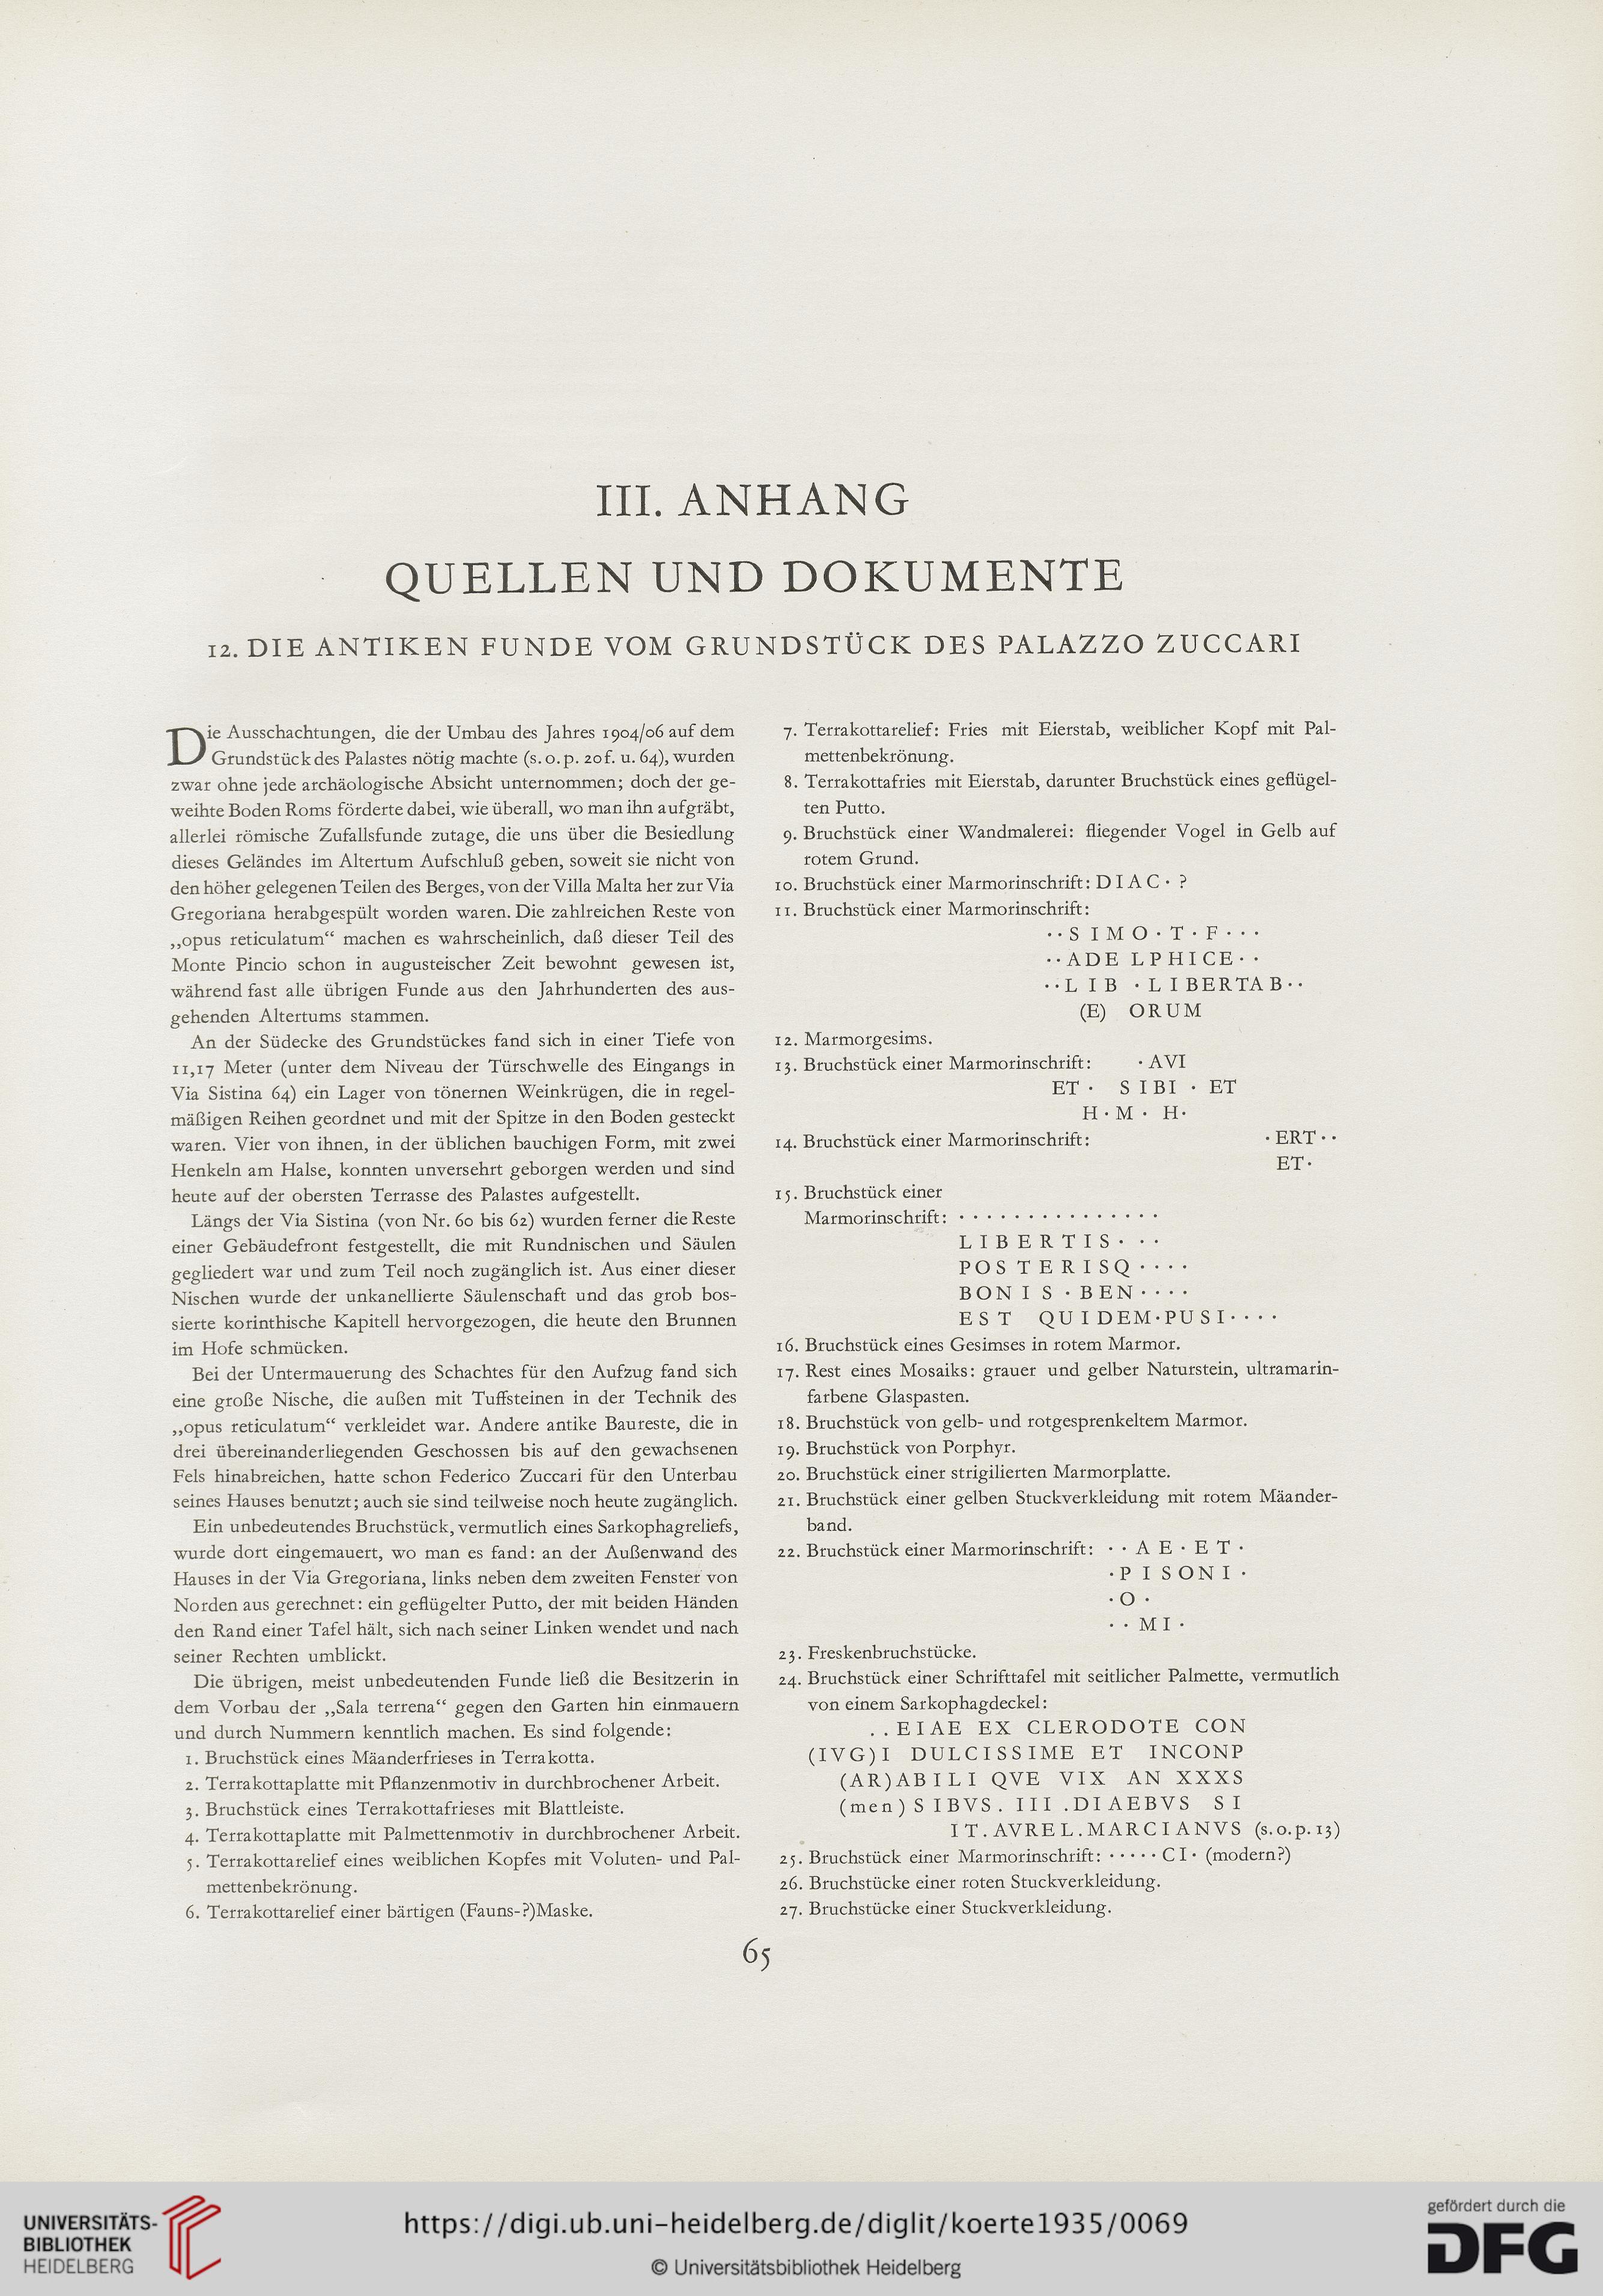 III. ANHANG
QUELLEN UND DOKUMENTE
12. DIE ANTIKEN FUNDE VOM GRUNDSTÜCK DES PALAZZO ZUCCARI
Die Ausschachtungen, die der Umbau des Jahres 1904/06 auf dem
Grundstück des Palastes nötig machte (s. o. p. 20 f. u. 64), wurden
zwar ohne jede archäologische Absicht unternommen; doch der ge-
weihte Boden Roms förderte dabei, wie überall, wo man ihn aufgräbt,
allerlei römische Zufallsfunde zutage, die uns über die Besiedlung
dieses Geländes im Altertum Aufschluß geben, soweit sie nicht von
den höher gelegenen Teilen des Berges, von der Villa Malta her zur Via
Gregoriana herabgespült worden waren. Die zahlreichen Reste von
„opus reticulatum“ machen es wahrscheinlich, daß dieser Teil des
Monte Pincio schon in augusteischer Zeit bewohnt gewesen ist,
während fast alle übrigen Funde aus den Jahrhunderten des aus-
gehenden Altertums stammen.
An der Südecke des Grundstückes fand sich in einer Tiefe von
11,17 Meter (unter dem Niveau der Türschwelle des Eingangs in
Via Sistina 64) ein Lager von tönernen Weinkrügen, die in regel-
mäßigen Reihen geordnet und mit der Spitze in den Boden gesteckt
waren. Vier von ihnen, in der üblichen bauchigen Form, mit zwei
Henkeln am Halse, konnten unversehrt geborgen werden und sind
heute auf der obersten Terrasse des Palastes aufgestellt.
Längs der Via Sistina (von Nr. 60 bis 62) wurden ferner die Reste
einer Gebäudefront festgestellt, die mit Rundnischen und Säulen
gegliedert war und zum Teil noch zugänglich ist. Aus einer dieser
Nischen wurde der unkanellierte Säulenschaft und das grob bos-
sierte korinthische Kapitell hervorgezogen, die heute den Brunnen
im Hofe schmücken.
Bei der Untermauerung des Schachtes für den Aufzug fand sich
eine große Nische, die außen mit Tuffsteinen in der Technik des
„opus reticulatum“ verkleidet war. Andere antike Baureste, die in
drei übereinanderliegenden Geschossen bis auf den gewachsenen
Fels hinabreichen, hatte schon Federico Zuccari für den Unterbau
seines Hauses benutzt; auch sie sind teilweise noch heute zugänglich.
Ein unbedeutendes Bruchstück, vermutlich eines Sarkophagreliefs,
wurde dort eingemauert, wo man es fand: an der Außenwand des
Hauses in der Via Gregoriana, links neben dem zweiten Fenster von
Norden aus gerechnet: ein geflügelter Putto, der mit beiden Händen
den Rand einer Tafel hält, sich nach seiner Linken wendet und nach
seiner Rechten umblickt.
Die übrigen, meist unbedeutenden Funde ließ die Besitzerin in
dem Vorbau der „Sala terrena“ gegen den Garten hin einmauern
und durch Nummern kenntlich machen. Es sind folgende:
1. Bruchstück eines Mäanderfrieses in Terrakotta.
2. Terrakottaplatte mit Pflanzenmotiv in durchbrochener Arbeit.
3. Bruchstück eines Terrakottafrieses mit Blattleiste.
4. Terrakottaplatte mit Palmettenmotiv in durchbrochener Arbeit.
5. Terrakottarelief eines weiblichen Kopfes mit Voluten- und Pal-
mettenbekrönung.
6. Terrakottarelief einer bärtigen (Fauns-?)Maske.
7. Terrakottarelief: Fries mit Eierstab, weiblicher Kopf mit Pal-
mettenbekrönung.
8. Terrakottafries mit Eierstab, darunter Bruchstück eines geflügel-
ten Putto.
9. Bruchstück einer Wandmalerei: fliegender Vogel in Gelb auf
rotem Grund.
10. Bruchstück einer Marmorinschrift: DIAC· ?
11. Bruchstück einer Marmorinschrift:
··SIMO·T·F···
··ADELPHICE··
··LIB ·LIBERTAB··
(E) ORUM
12. Marmorgesims.
13. Bruchstück einer Marmorinschrift: ·AVI
ET· SIBI · ET
H·M· H·
14. Bruchstück einer Marmorinschrift: ·ERT··
ET·
15. Bruchstück einer
Marmorinschrift: ···············
LIBERTIS···
POSTERISQ····
BONIS·BEN····
EST QUIDEM·PUSI····
16. Bruchstück eines Gesimses in rotem Marmor.
17. Rest eines Mosaiks: grauer und gelber Naturstein, ultramarin-
farbene Glaspasten.
18. Bruchstück von gelb- und rotgesprenkeltem Marmor.
19. Bruchstück von Porphyr.
20. Bruchstück einer strigilierten Marmorplatte.
21. Bruchstück einer gelben Stuckverkleidung mit rotem Mäander-
band.
22. Bruchstück einer Marmorinschrift: ··AE·ET·
·PISONI·
·O·
··MI·
23. Freskenbruchstücke.
24. Bruchstück einer Schrifttafel mit seitlicher Palmette, vermutlich
von einem Sarkophagdeckel:
..EIAE EX CLERODOTE CON
(IVG)I DULCISSIME ET INCONP
(AR)ABILI QVE VIX AN XXXS
(men)SIBVS. III .DIAEBVS SI
IT.AVREL.MARCIANVS (s. o. p. 13)
25. Bruchstück einer Marmorinschrift: ·····CI· (modern?)
26. Bruchstücke einer roten Stuckverkleidung.
27. Bruchstücke einer Stuckverkleidung.
65
UNIVERSITÄTS-
BIBLIOTHEK
HEIDELBERG
https://digi.ub.uni-heidelberg.de/diglit/koerte1935/0069
© Universitätsbibliothek Heidelberg
gefördert durch die
DFG